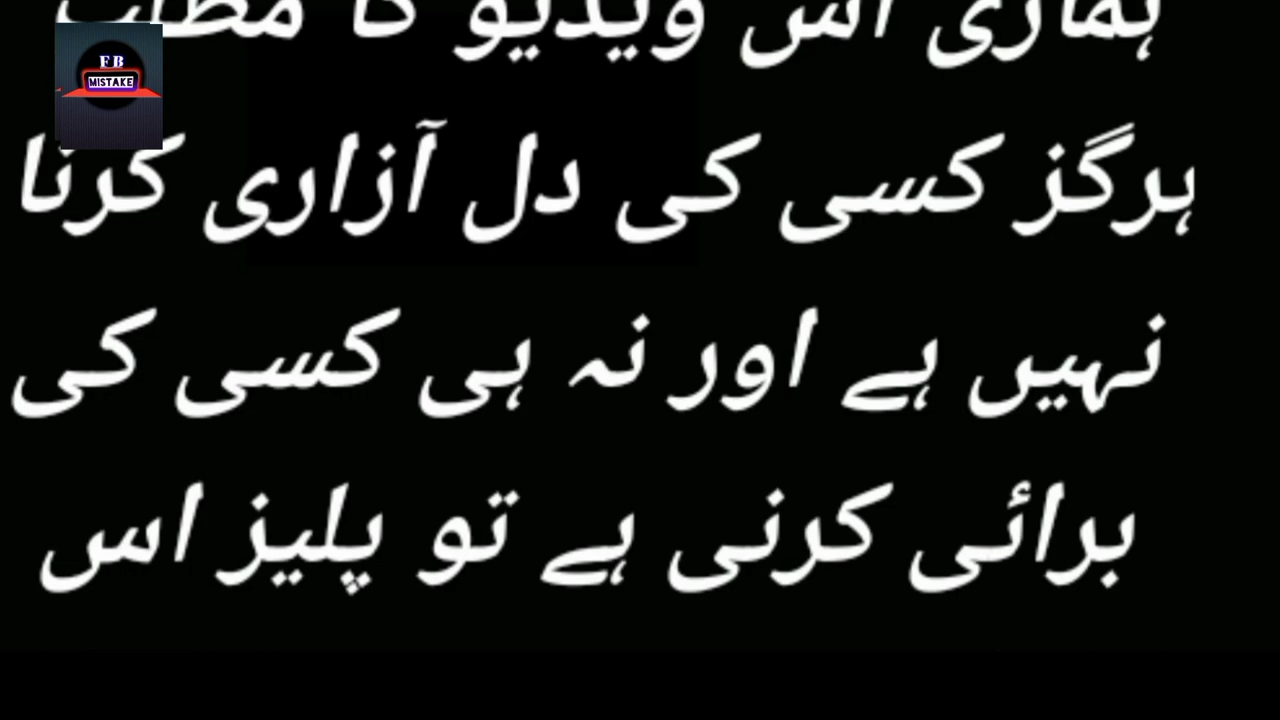 ہماری اس ویڈیو کا مطلب
ہرگز کسی کی دل آزاری کرنا
نہیں ہے اور نہ ہی کسی کی
برائی کرنی ہے تو پلیز اس
FB
MISTAKE